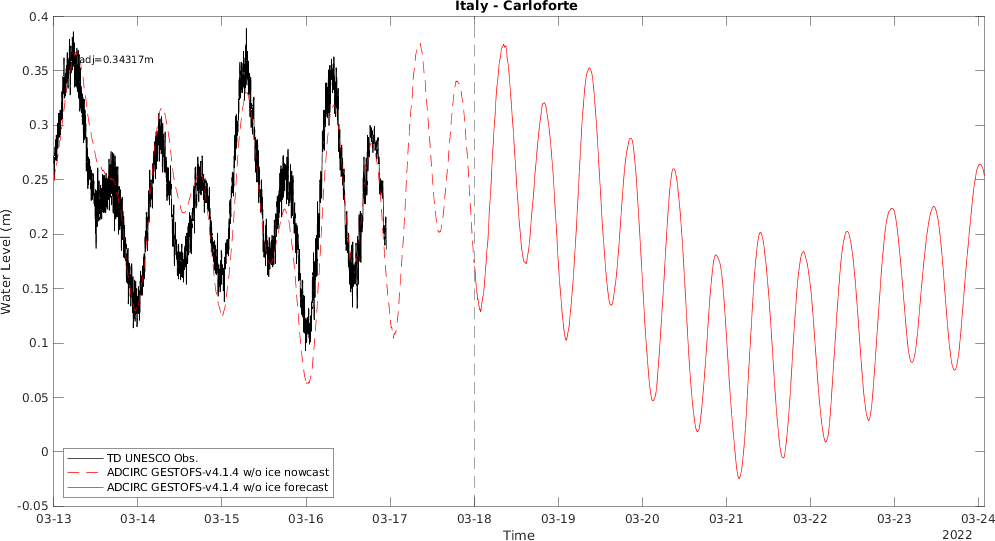 Italy - Carloforte
0.4
0.35
0.3
0.25
0.2
0.15
0.1
0.05
0
-0.05
Water Level (m)
adj=0.34317m
TD UNESCO Obs.
ADCIRC GESTOFS-v4.1.4 w/o ice nowcast
ADCIRC GESTOFS-v4.1.4 w/o ice forecast
03-13 03-14 03-15 03-16 03-17 03-18 03-19 03-20 03-21 03-22 03-23 03-24
Time
2022